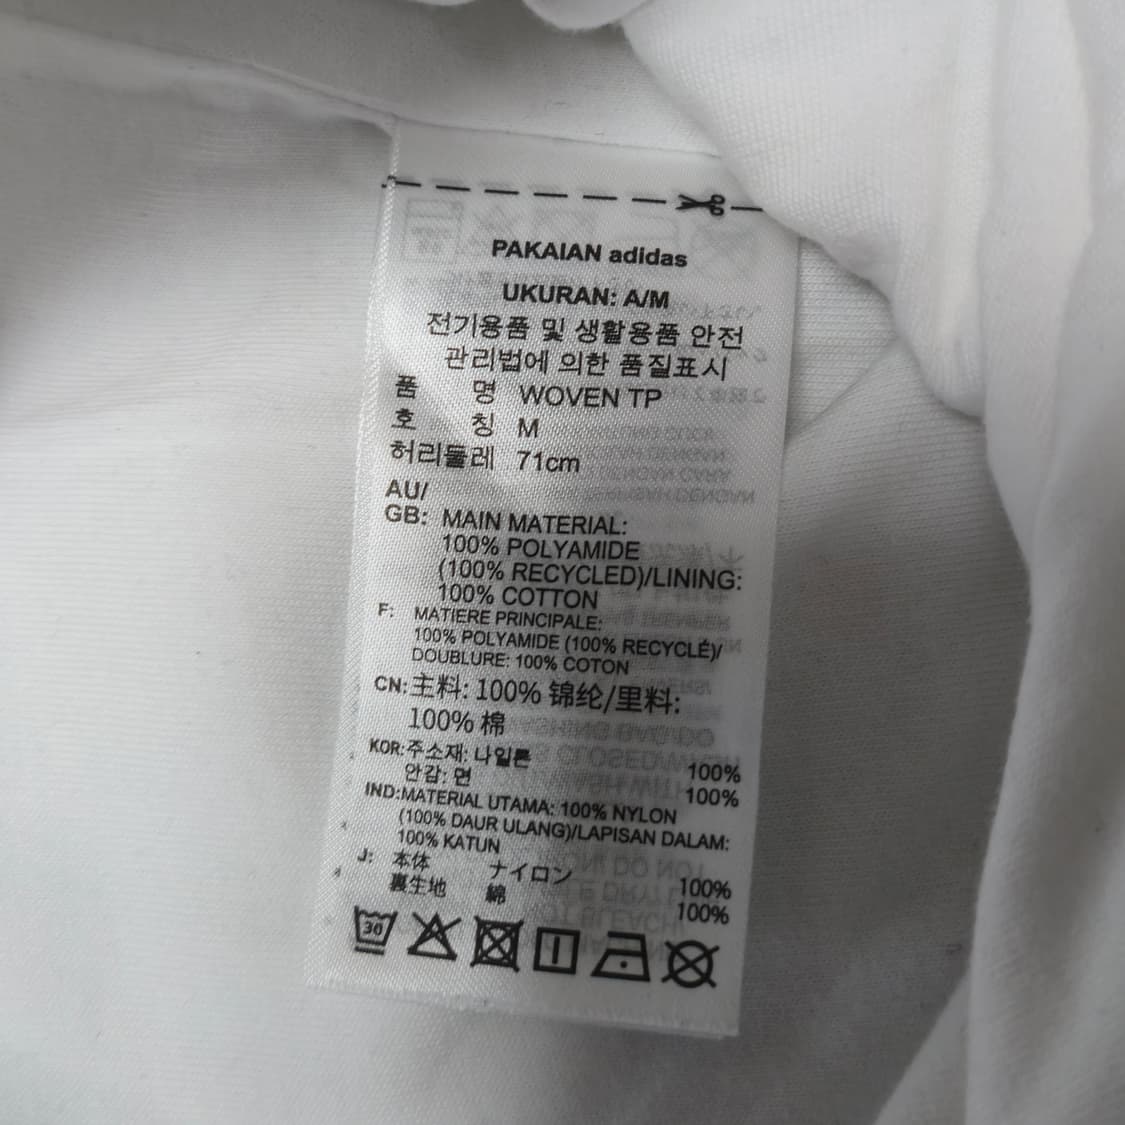 PAKAIAN adidas
UKURAN: A/M
전기용품 및 생활용품 안전
관리법에 의한 품질표시
품 명 WOVEN TP
호 칭 M
허리둘레 71cm
AU/
GB: MAIN MATERIAL:
100% POLYAMIDE
(100% RECYCLED)/LINING:
100% COTTON
F: MATIERE PRINCIPALE:
100% POLYAMIDE (100% RECYCLÉ)/
DOUBLURE: 100% COTON
CN: 主料: 100% 锦纶/里料:
100% 棉
KOR: 주소재: 나일론 100%
안감: 면 100%
IND: MATERIAL UTAMA: 100% NYLON
(100% DAUR ULANG)/LAPISAN DALAM:
100% KATUN
J: 本体 ナイロン 100%
裏生地 綿 100%
30